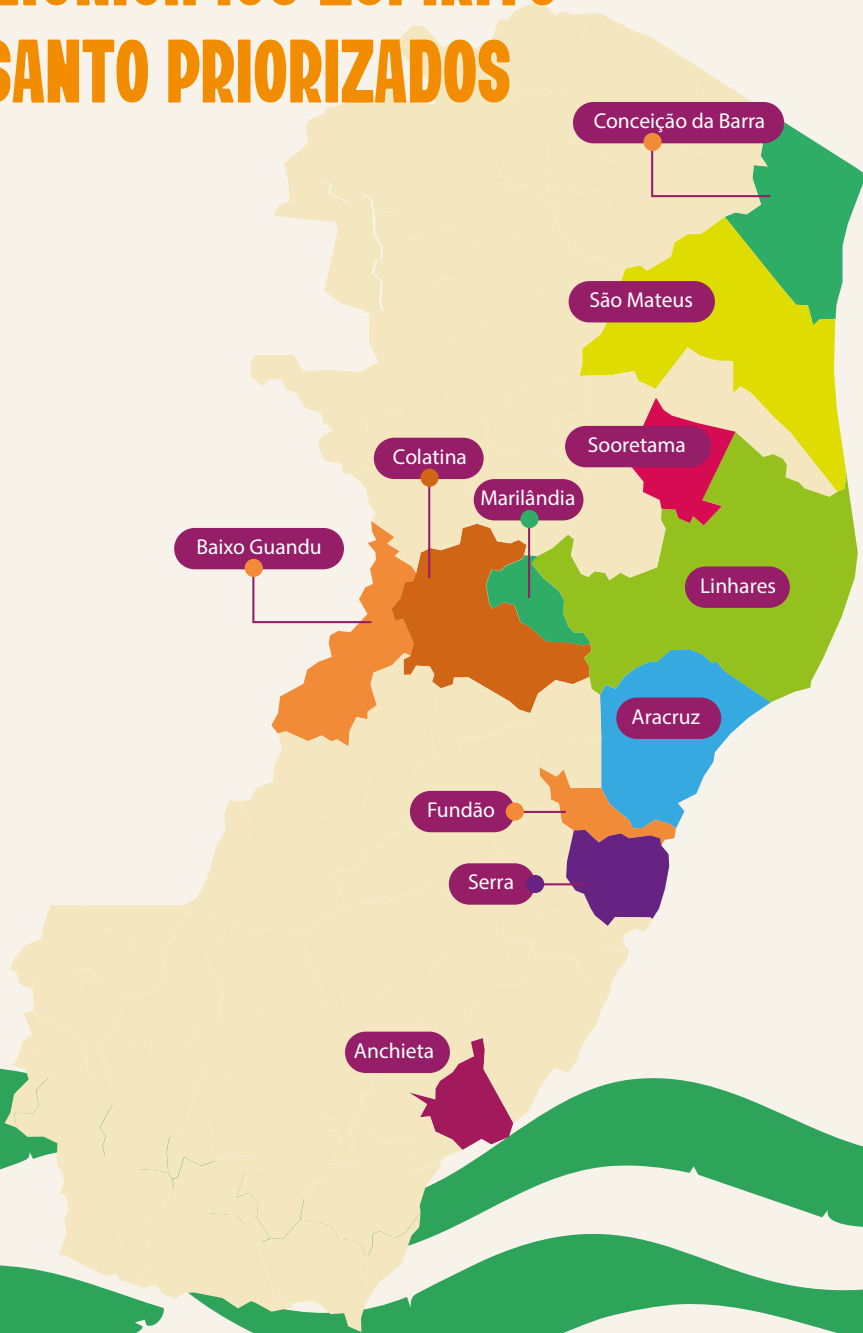 SANTO PRIORIZADOS
Conceição da Barra
São Mateus
Sooretama
Colatina
Marilândia
Baixo Guandu
Linhares
Aracruz
Fundão
Serra
Anchieta